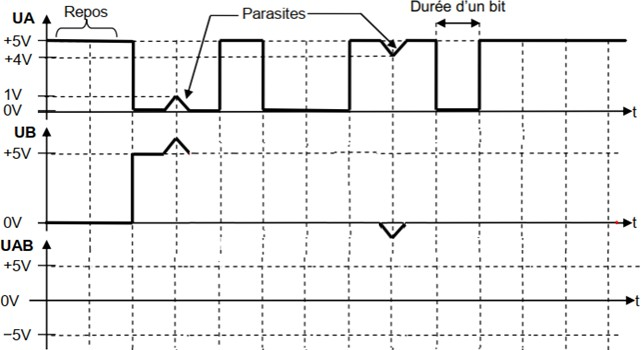 Repos
Parasites
Durée d'un bit
UA
+5V
+4V
1V
0V
t
UB
+5V
0V
t
UAB
+5V
0V
t
−5V